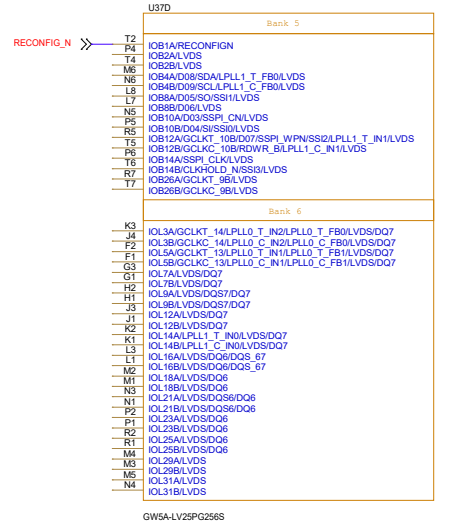 U37D
Bank 5
RECONFIG_N
T2 IOB1A/RECONFIGN
P4 IOB2A/LVDS
T4 IOB2B/LVDS
M6 IOB4A/D08/SDA/LPLL1_T_FB0/LVDS
N6 IOB4B/D09/SCL/LPLL1_C_FB0/LVDS
L8 IOB8A/D05/SO/SSI1/LVDS
L7 IOB8B/D06/LVDS
N5 IOB10A/D03/SSPI_CN/LVDS
P5 IOB10B/D04/SI/SSI0/LVDS
R5 IOB12A/GCLKT_10B/D07/SSPI_WPN/SSI2/LPLL1_T_IN1/LVDS
T5 IOB12B/GCLKC_10B/RDWR_B/LPLL1_C_IN1/LVDS
P6 IOB14A/SSPI_CLK/LVDS
T6 IOB14B/CLKHOLD_N/SSI3/LVDS
R7 IOB26A/GCLKT_9B/LVDS
T7 IOB26B/GCLKC_9B/LVDS
Bank 6
K3 IOL3A/GCLKT_14/LPLL0_T_IN2/LPLL0_T_FB0/LVDS/DQ7
J4 IOL3B/GCLKC_14/LPLL0_C_IN2/LPLL0_C_FB0/LVDS/DQ7
F2 IOL5A/GCLKT_13/LPLL0_T_IN1/LPLL0_T_FB1/LVDS/DQ7
F1 IOL5B/GCLKC_13/LPLL0_C_IN1/LPLL0_C_FB1/LVDS/DQ7
G3 IOL7A/LVDS/DQ7
G1 IOL7B/LVDS/DQ7
H2 IOL9A/LVDS/DQS7/DQ7
H1 IOL9B/LVDS/DQS7/DQ7
J3 IOL12A/LVDS/DQ7
J1 IOL12B/LVDS/DQ7
K2 IOL14A/LPLL1_T_IN0/LVDS/DQ7
K1 IOL14B/LPLL1_C_IN0/LVDS/DQ7
L3 IOL16A/LVDS/DQ6/DQS_67
L1 IOL16B/LVDS/DQ6/DQS_67
M2 IOL18A/LVDS/DQ6
M1 IOL18B/LVDS/DQ6
N3 IOL21A/LVDS/DQS6/DQ6
N1 IOL21B/LVDS/DQS6/DQ6
P2 IOL23A/LVDS/DQ6
P1 IOL23B/LVDS/DQ6
R2 IOL25A/LVDS/DQ6
R1 IOL25B/LVDS/DQ6
M4 IOL29A/LVDS
M3 IOL29B/LVDS
M5 IOL31A/LVDS
N4 IOL31B/LVDS
GW5A-LV25PG256S